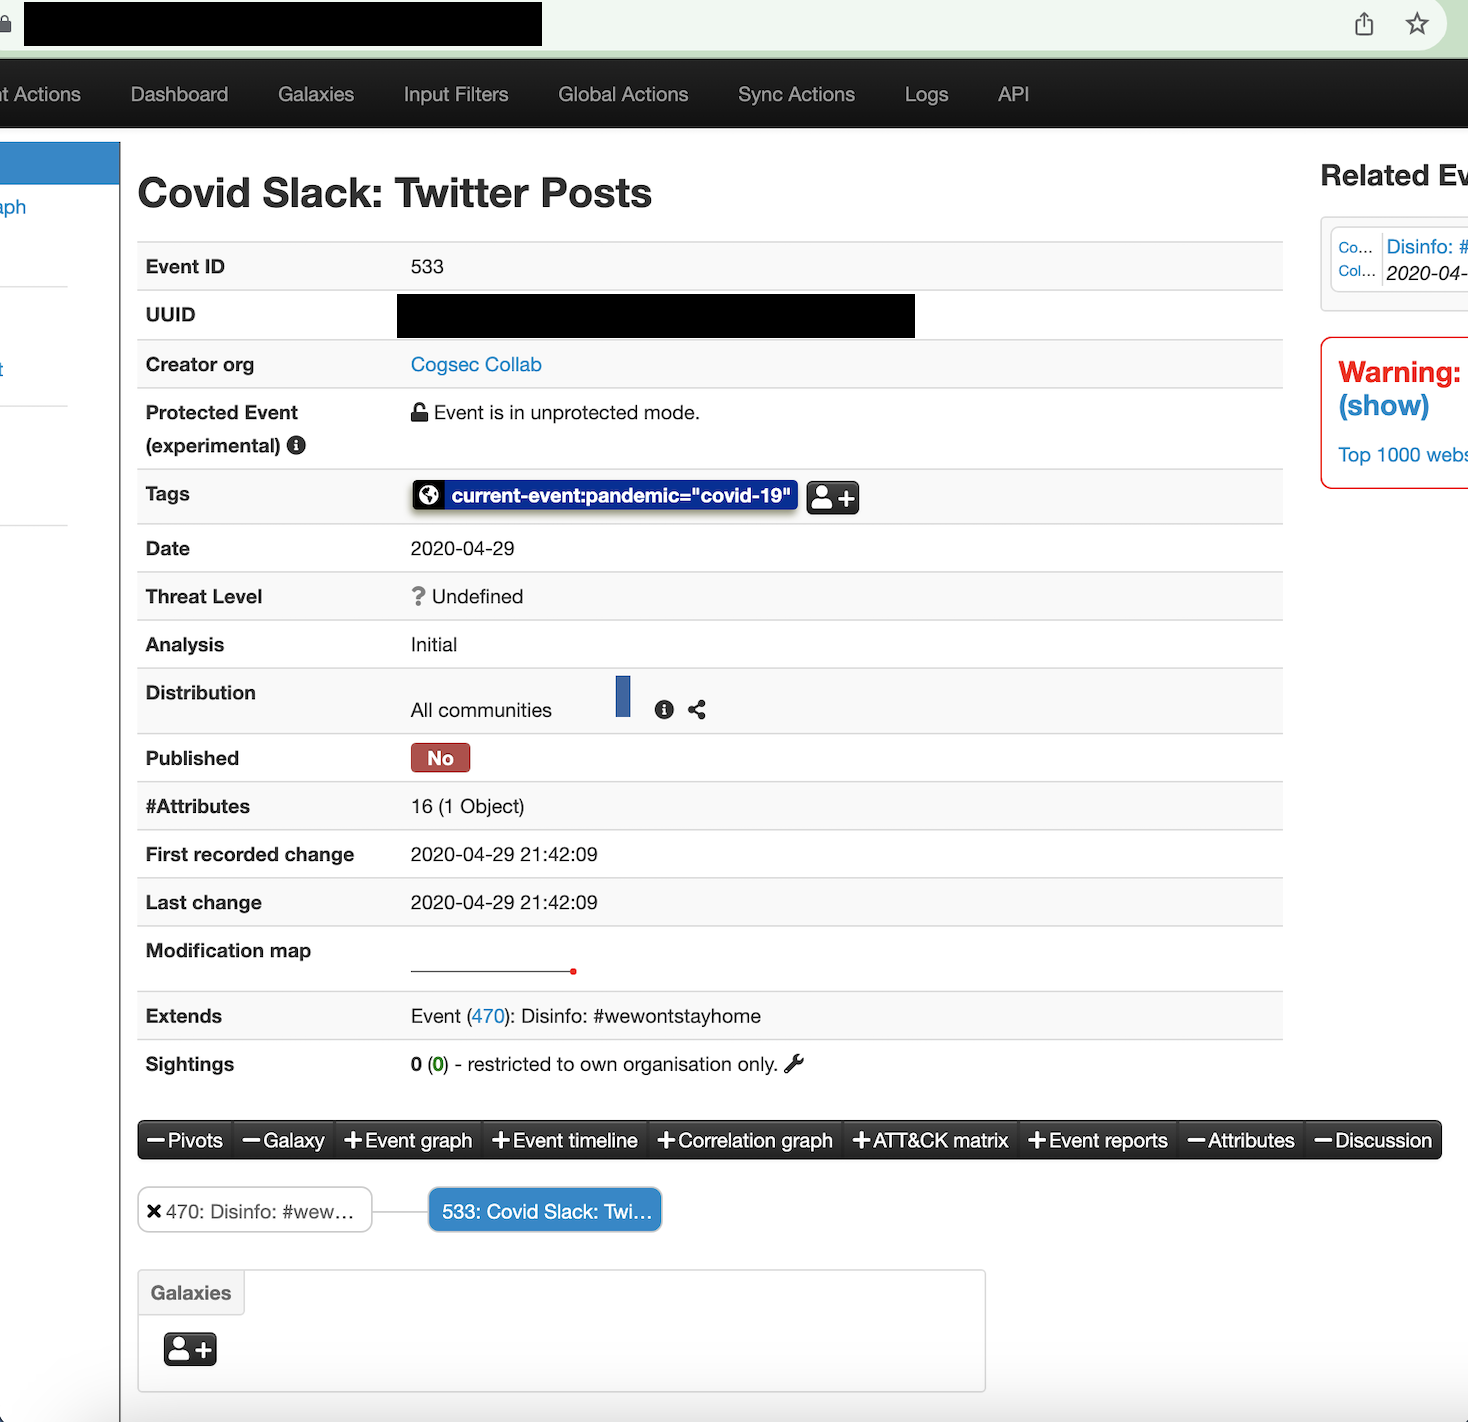 t Actions Dashboard Galaxies Input Filters Global Actions Sync Actions Logs API
aph
t
Covid Slack: Twitter Posts
Event ID 533
UUID
Creator org Cogsec Collab
Protected Event Event is in unprotected mode.
(experimental)
Tags current-event:pandemic="covid-19"
Date 2020-04-29
Threat Level ? Undefined
Analysis Initial
Distribution All communities
Published No
#Attributes 16 (1 Object)
First recorded change 2020-04-29 21:42:09
Last change 2020-04-29 21:42:09
Modification map
Extends Event (470): Disinfo: #wewontstayhome
Sightings 0 (0) - restricted to own organisation only.
Related Ev
Co... Disinfo: #
Col... 2020-04-
Warning:
(show)
Top 1000 webs
Pivots Galaxy Event graph Event timeline Correlation graph ATT&CK matrix Event reports Attributes Discussion
470: Disinfo: #wew... 533: Covid Slack: Twi...
Galaxies